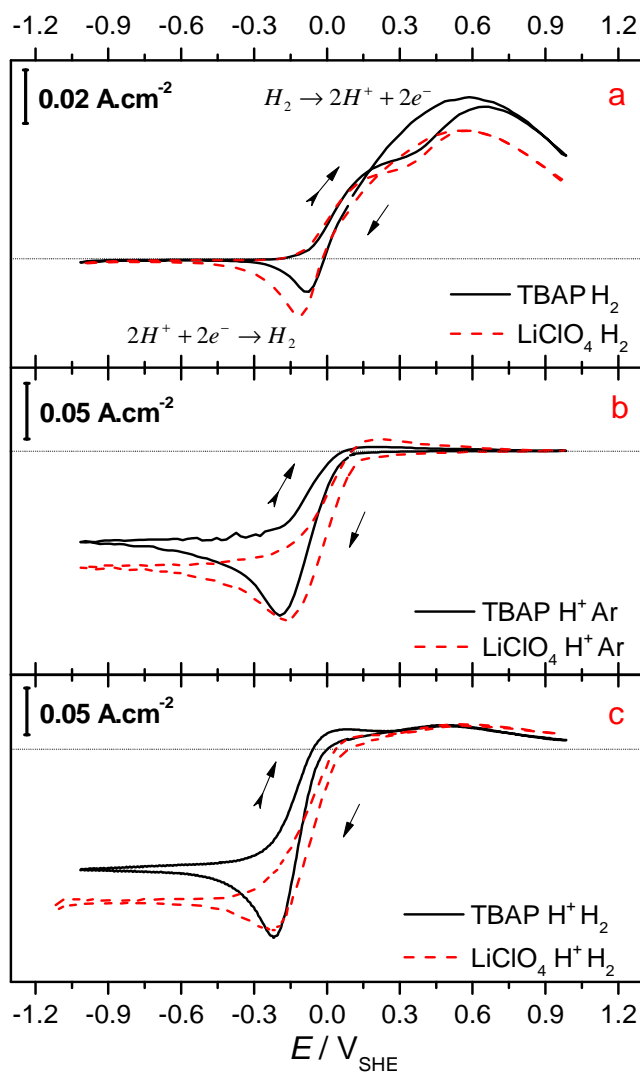 -1.2 -0.9 -0.6 -0.3 0.0 0.3 0.6 0.9 1.2
0.02 A.cm⁻²
H₂ → 2H⁺ + 2e⁻
a
TBAP H₂
LiClO₄ H₂
2H⁺ + 2e⁻ → H₂
0.05 A.cm⁻²
b
TBAP H⁺ Ar
LiClO₄ H⁺ Ar
0.05 A.cm⁻²
c
TBAP H⁺ H₂
LiClO₄ H⁺ H₂
-1.2 -0.9 -0.6 -0.3 0.0 0.3 0.6 0.9 1.2
E / V_SHE